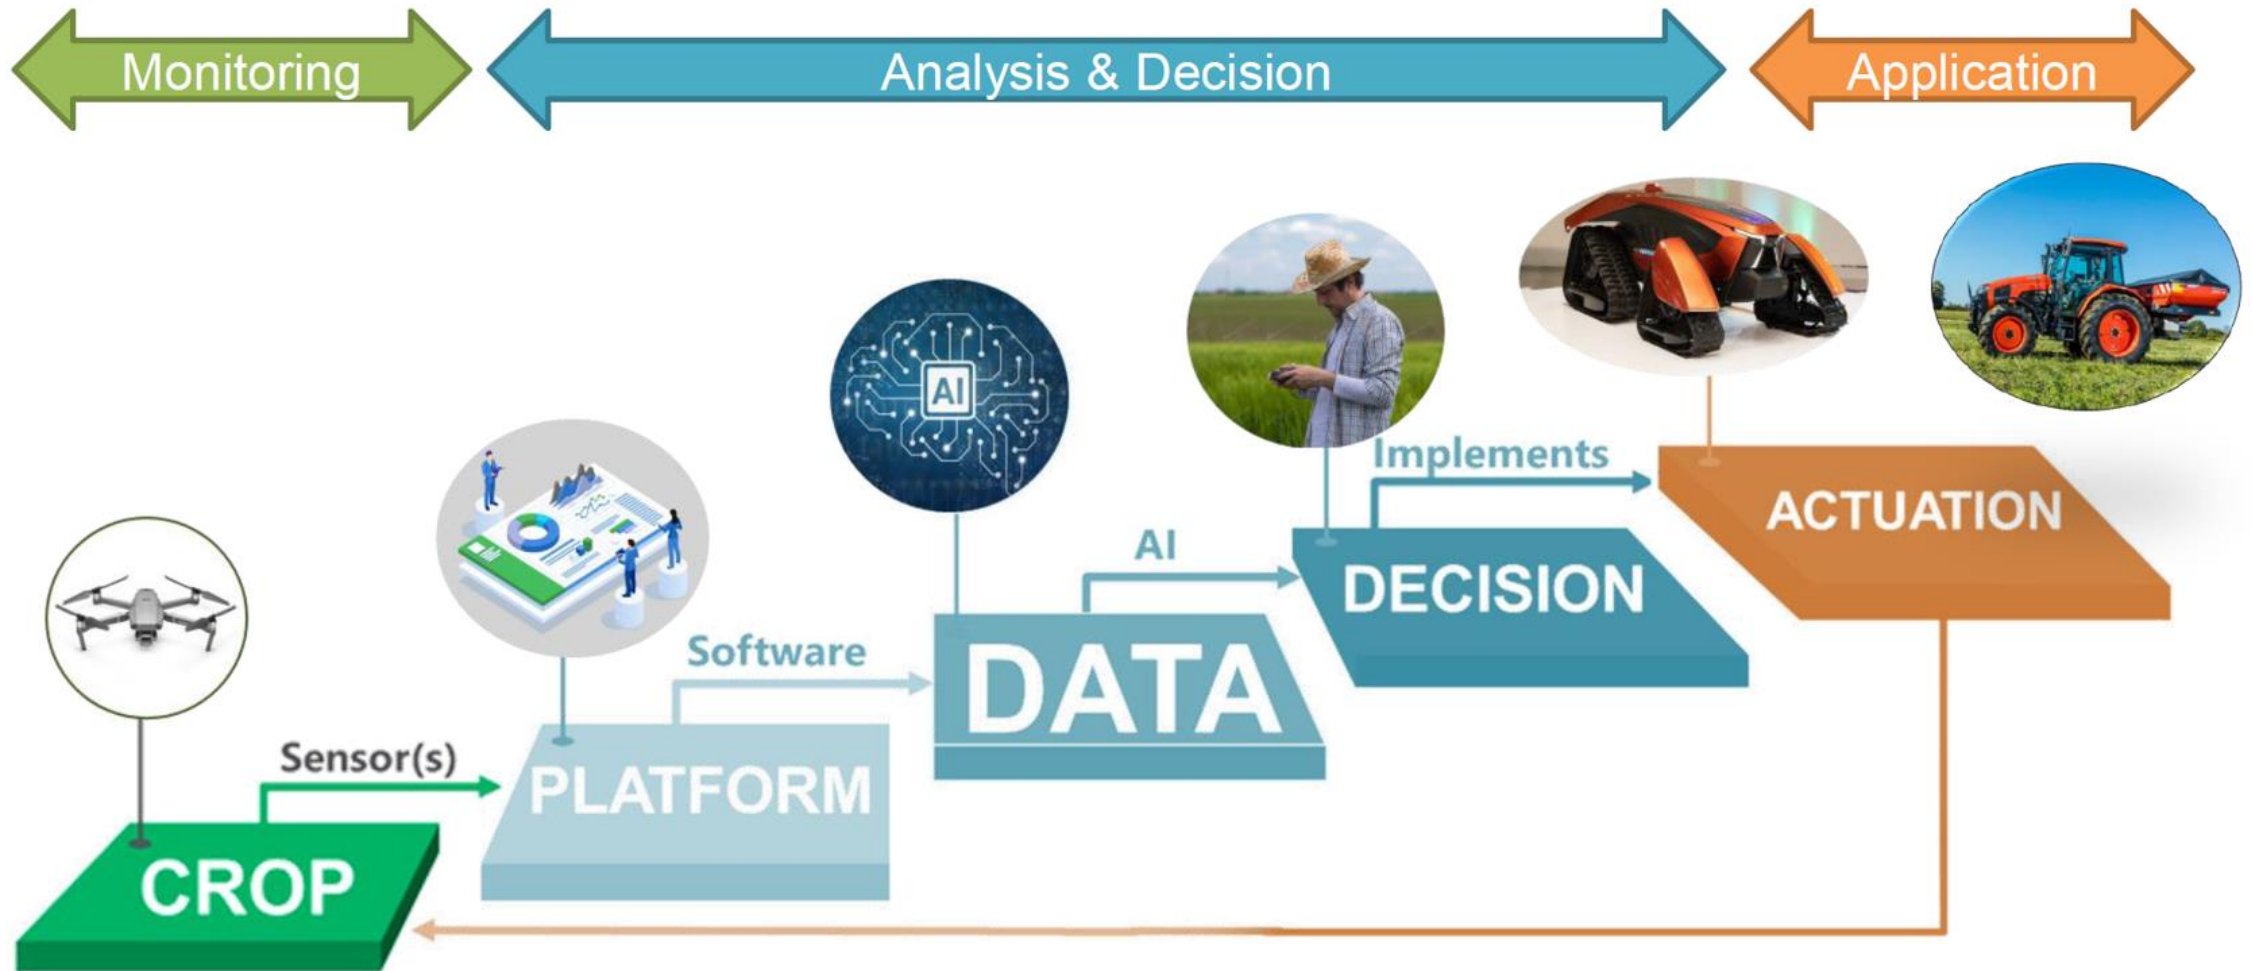 Monitoring
Analysis & Decision
Application
AI
Implements
ACTUATION
AI
DECISION
Software
DATA
Sensor(s)
PLATFORM
CROP